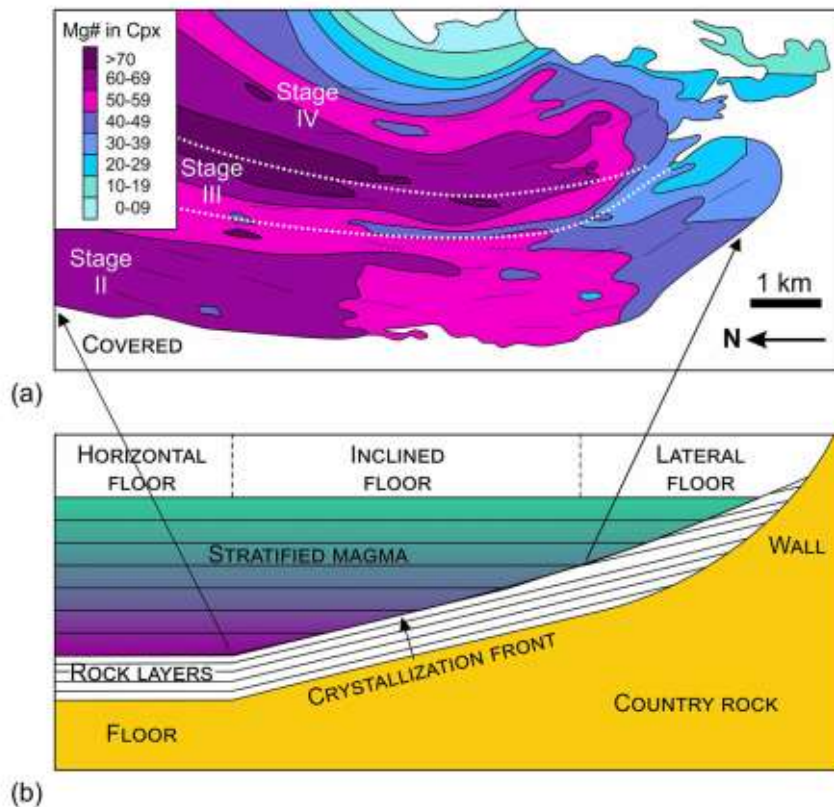 Mg# in Cpx
>70
60-69
50-59
40-49
30-39
20-29
10-19
0-09
Stage
IV
Stage
III
Stage
II
COVERED
1 km
N
(a)
HORIZONTAL
FLOOR
INCLINED
FLOOR
LATERAL
FLOOR
STRATIFIED MAGMA
WALL
ROCK LAYERS
CRYSTALLIZATION FRONT
COUNTRY ROCK
FLOOR
(b)